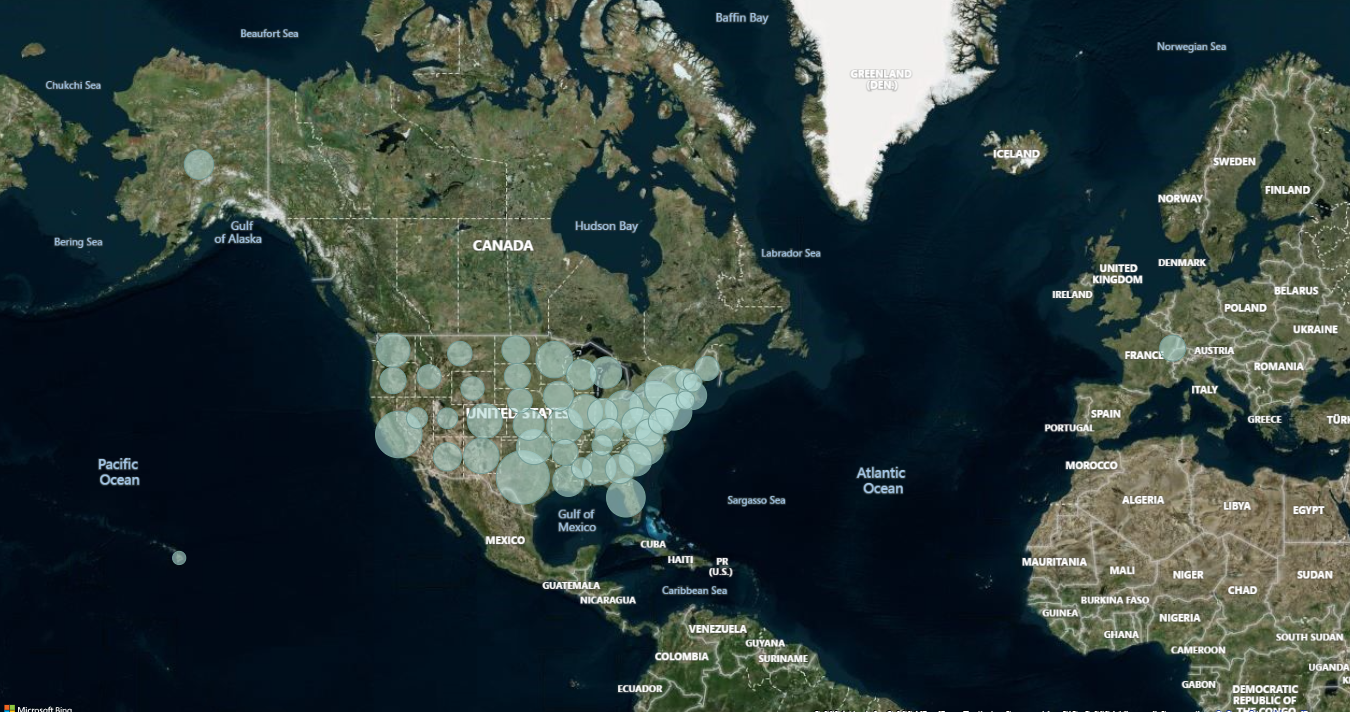 Baffin Bay
Beaufort Sea
Norwegian Sea
Chukchi Sea
GREENLAND
(DEN.)
ICELAND
SWEDEN
FINLAND
NORWAY
Gulf
of Alaska
Bering Sea
Hudson Bay
CANADA
Labrador Sea
DENMARK
UNITED
KINGDOM
IRELAND
BELARUS
POLAND
UKRAINE
FRANCE
AUSTRIA
ROMANIA
ITALY
UNITED STATES
SPAIN
GREECE
TÜRK
PORTUGAL
Pacific
Ocean
MOROCCO
Atlantic
Ocean
Sargasso Sea
ALGERIA
LIBYA
EGYPT
Gulf of
Mexico
MEXICO
CUBA
HAITI
PR
(U.S.)
MAURITANIA
MALI
NIGER
SUDAN
GUATEMALA
Caribbean Sea
CHAD
NICARAGUA
BURKINA FASO
GUINEA
NIGERIA
VENEZUELA
GHANA
SOUTH SUDAN
GUYANA
CAMEROON
COLOMBIA
SURINAME
UGANDA
GABON
ECUADOR
DEMOCRATIC
REPUBLIC OF
THE CONGO
Microsoft Bing